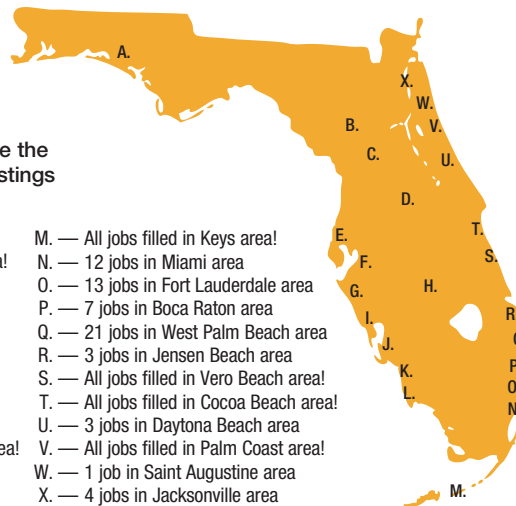 e the
stings
M. — All jobs filled in Keys area!
a!
N. — 12 jobs in Miami area
O. — 13 jobs in Fort Lauderdale area
P. — 7 jobs in Boca Raton area
Q. — 21 jobs in West Palm Beach area
R. — 3 jobs in Jensen Beach area
S. — All jobs filled in Vero Beach area!
T. — All jobs filled in Cocoa Beach area!
U. — 3 jobs in Daytona Beach area
ea!
V. — All jobs filled in Palm Coast area!
W. — 1 job in Saint Augustine area
X. — 4 jobs in Jacksonville area
A.
X.
W.
B.
V.
C.
U.
D.
T.
E.
S.
F.
H.
G.
R
I.
J.
P
K.
O
L.
N
M.